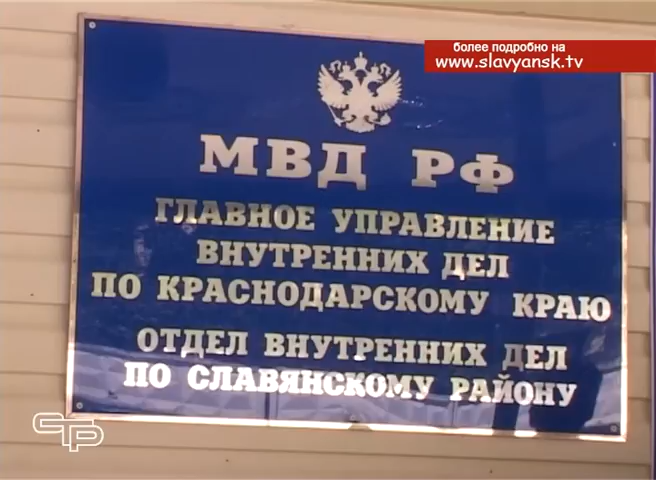 более подробно на
www.slavyansk.tv
МВД РФ
ГЛАВНОЕ УПРАВЛЕНИЕ
ВНУТРЕННИХ ДЕЛ
ПО КРАСНОДАРСКОМУ КРАЮ
ОТДЕЛ ВНУТРЕННИХ ДЕЛ
ПО СЛАВЯНСКОМУ РАЙОНУ
СТР